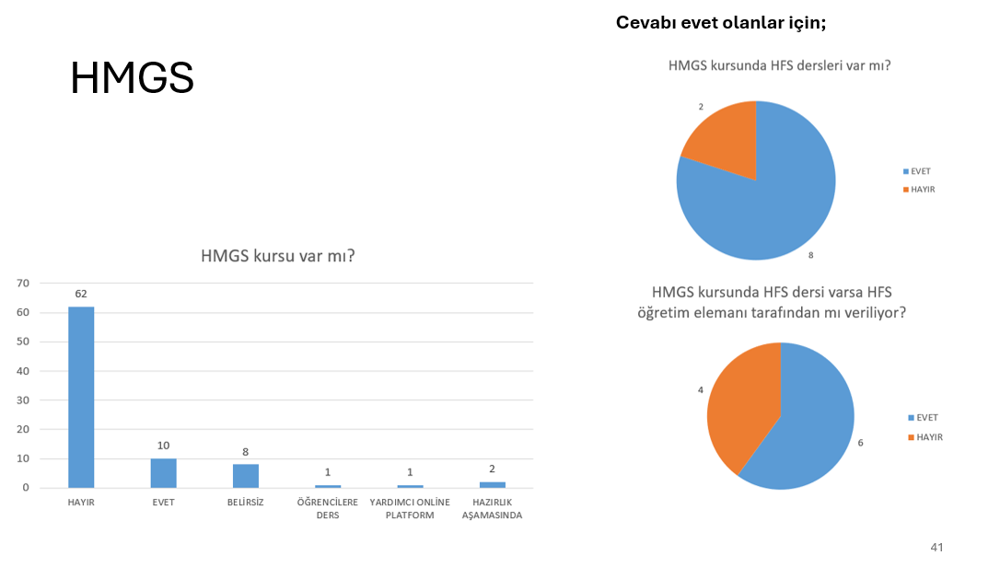 Cevabı evet olanlar için;
HMGS
HMGS kursunda HFS dersleri var mı?
2
8
EVET
HAYIR
HMGS kursu var mı?
70
60
50
40
30
20
10
0
62
10
8
1
1
2
HAYIR
EVET
BELİRSİZ
ÖĞRENCİLERE
DERS
YARDIMCI ONLİNE
PLATFORM
HAZIRLIK
AŞAMASINDA
HMGS kursunda HFS dersi varsa HFS
öğretim elemanı tarafından mı veriliyor?
4
6
EVET
HAYIR
41